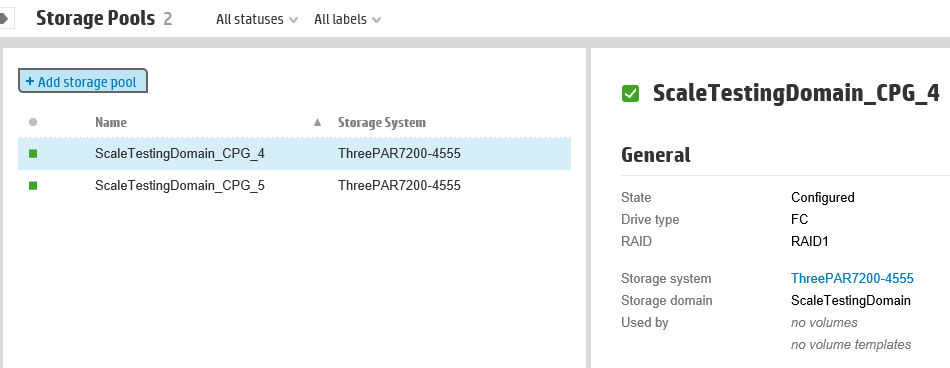 Storage Pools 2 All statuses All labels
+ Add storage pool
Name Storage System
ScaleTestingDomain_CPG_4 ThreePAR7200-4555
ScaleTestingDomain_CPG_5 ThreePAR7200-4555
ScaleTestingDomain_CPG_4
General
State Configured
Drive type FC
RAID RAID1
Storage system ThreePAR7200-4555
Storage domain ScaleTestingDomain
Used by no volumes
no volume templates